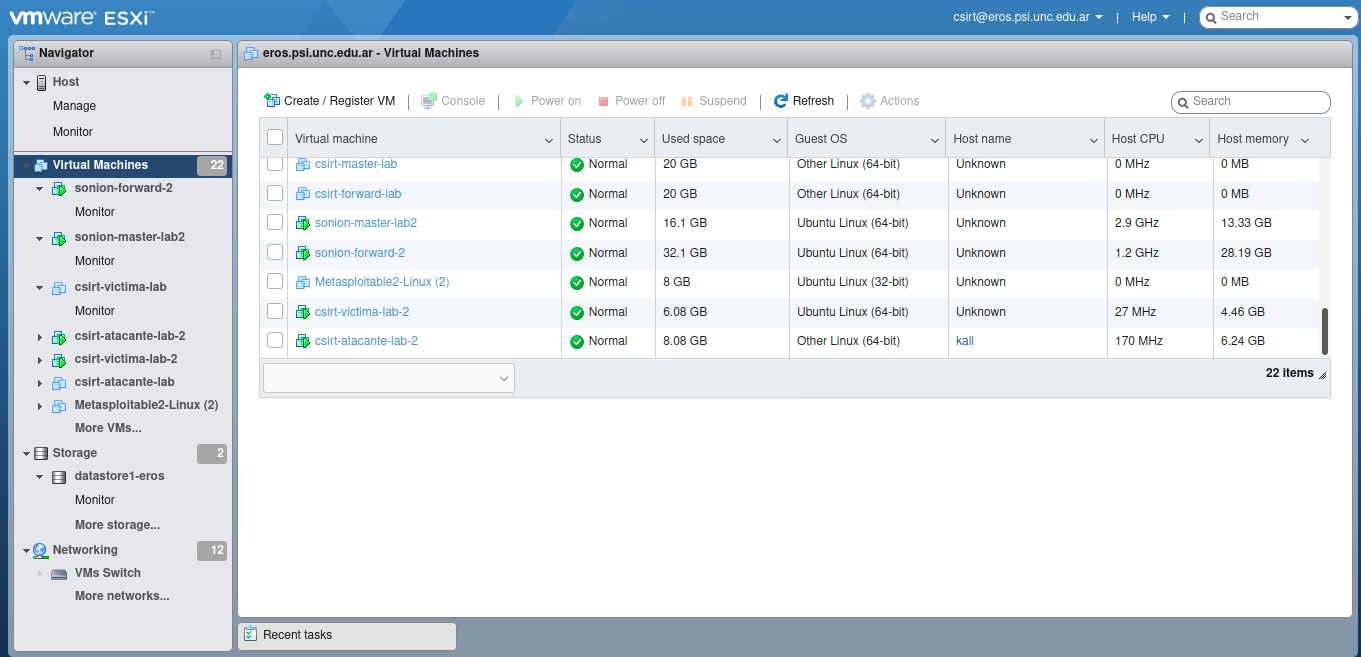 vmware ESXi™ csirt@eros.psi.unc.edu.ar | Help | Search
Navigator
Host
Manage
Monitor
Virtual Machines 22
sonion-forward-2
Monitor
sonion-master-lab2
Monitor
csirt-victima-lab
Monitor
csirt-atacante-lab-2
csirt-victima-lab-2
csirt-atacante-lab
Metasploitable2-Linux (2)
More VMs...
Storage 2
datastore1-eros
Monitor
More storage...
Networking 12
VMs Switch
More networks...
eros.psi.unc.edu.ar - Virtual Machines
Create / Register VM | Console | Power on Power off Suspend | Refresh | Actions Search
Virtual machine Status Used space Guest OS Host name Host CPU Host memory
csirt-master-lab Normal 20 GB Other Linux (64-bit) Unknown 0 MHz 0 MB
csirt-forward-lab Normal 20 GB Other Linux (64-bit) Unknown 0 MHz 0 MB
sonion-master-lab2 Normal 16.1 GB Ubuntu Linux (64-bit) Unknown 2.9 GHz 13.33 GB
sonion-forward-2 Normal 32.1 GB Ubuntu Linux (64-bit) Unknown 1.2 GHz 28.19 GB
Metasploitable2-Linux (2) Normal 8 GB Ubuntu Linux (32-bit) Unknown 0 MHz 0 MB
csirt-victima-lab-2 Normal 6.08 GB Ubuntu Linux (64-bit) Unknown 27 MHz 4.46 GB
csirt-atacante-lab-2 Normal 8.08 GB Other Linux (64-bit) kali 170 MHz 6.24 GB
22 items
Recent tasks